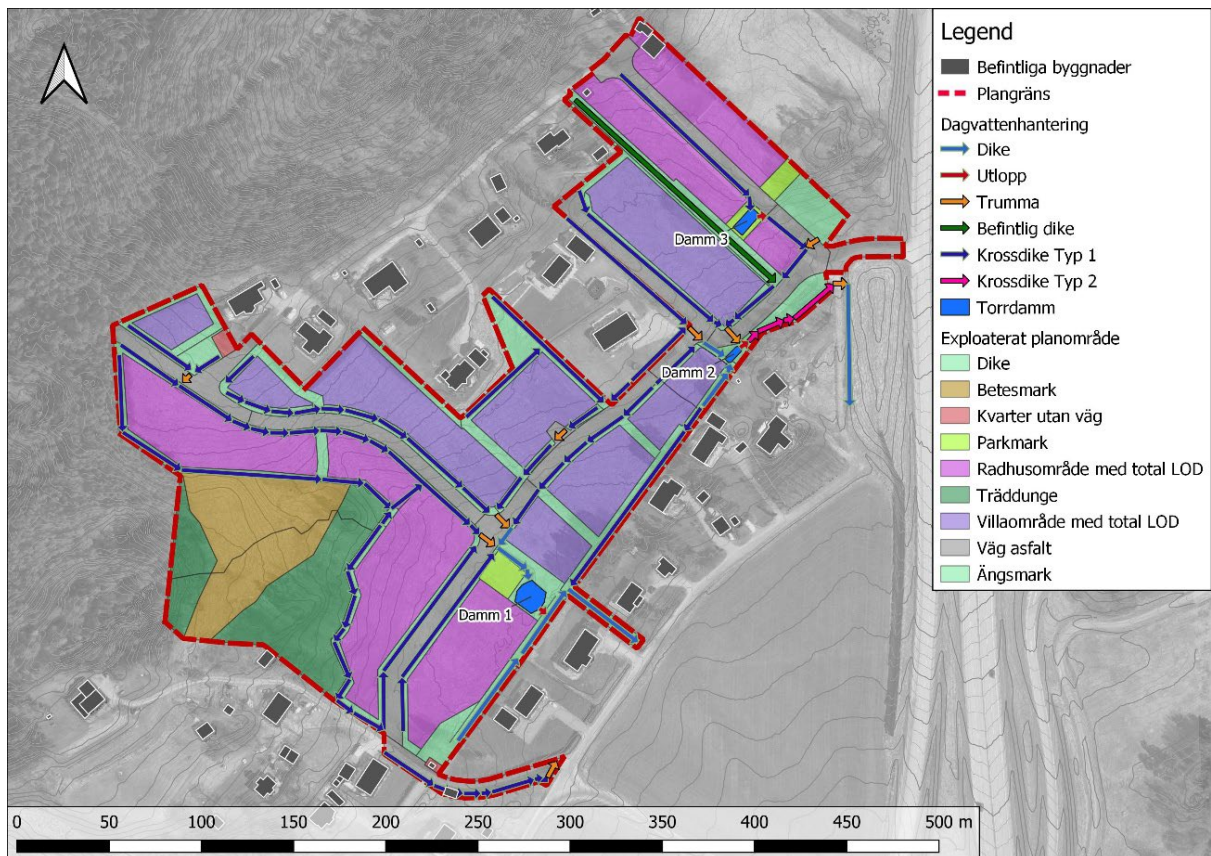 Legend
Befintliga byggnader
Plangräns
Dagvattenhantering
Dike
Utlopp
Trumma
Befintlig dike
Krossdike Typ 1
Krossdike Typ 2
Torrdamm
Exploaterat planområde
Dike
Betesmark
Kvarter utan väg
Parkmark
Radhusområde med total LOD
Träddunge
Villaområde med total LOD
Väg asfalt
Ängsmark
Damm 3
Damm 2
Damm 1
0 50 100 150 200 250 300 350 400 450 500 m